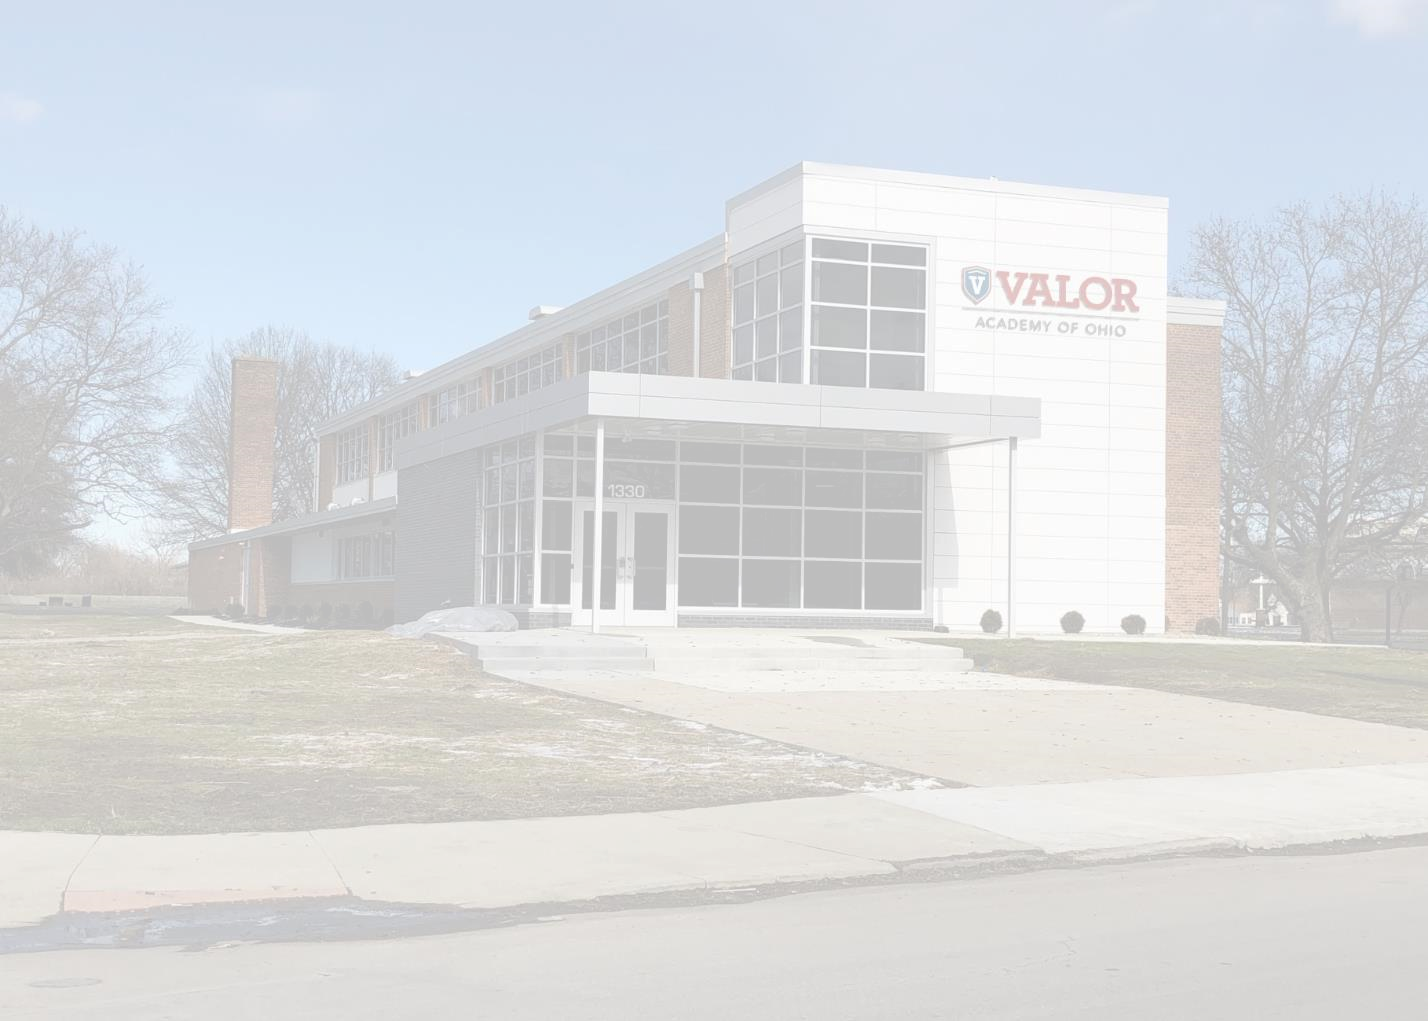 V VALOR
ACADEMY OF OHIO
1330